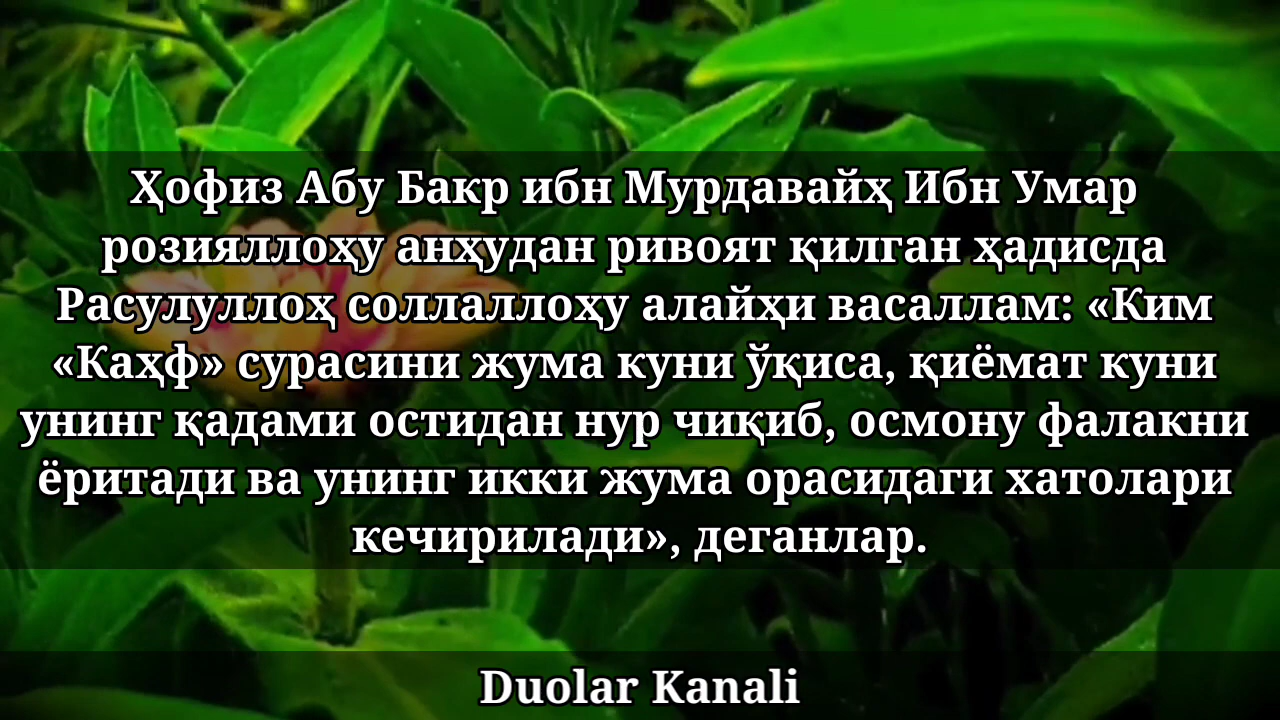 Ҳофиз Абу Бакр ибн Мурдавайҳ Ибн Умар
розияллоҳу анҳудан ривоят қилган ҳадисда
Расулуллоҳ соллаллоҳу алайҳи васаллам: «Ким
«Каҳф» сурасини жума куни ўқиса, қиёмат куни
унинг қадами остидан нур чиқиб, осмону фалакни
ёритади ва унинг икки жума орасидаги хатолари
кечирилади», деганлар.
Duolar Kanali